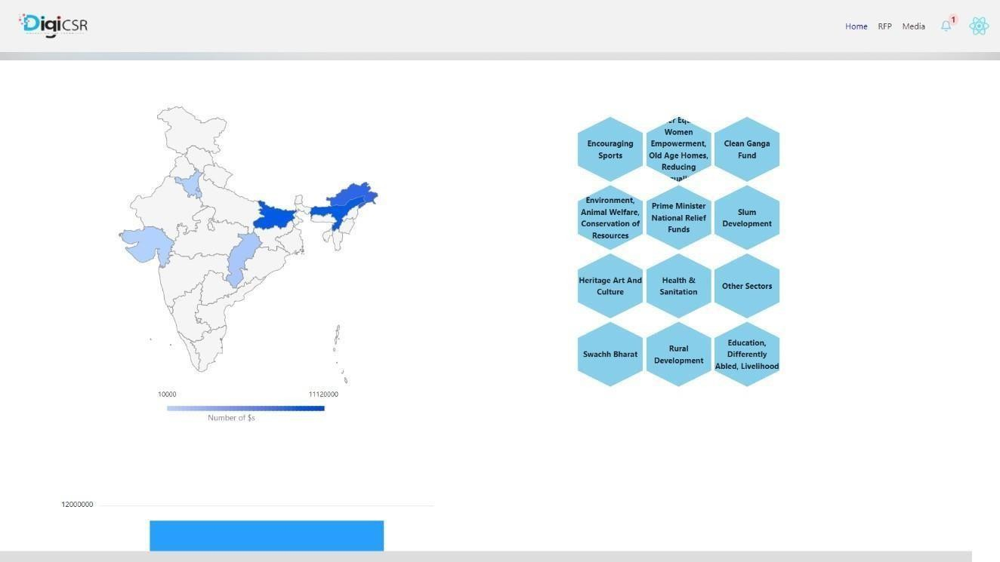 DigiCSR
Home RFP Media 1
Encouraging
Sports
Women
Empowerment,
Old Age Homes,
Reducing
Clean Ganga
Fund
Environment,
Animal Welfare,
Conservation of
Resources
Prime Minister
National Relief
Funds
Slum
Development
Heritage Art And
Culture
Health &
Sanitation
Other Sectors
Swachh Bharat
Rural
Development
Education,
Differently
Abled, Livelihood
10000 11120000
Number of $s
12000000